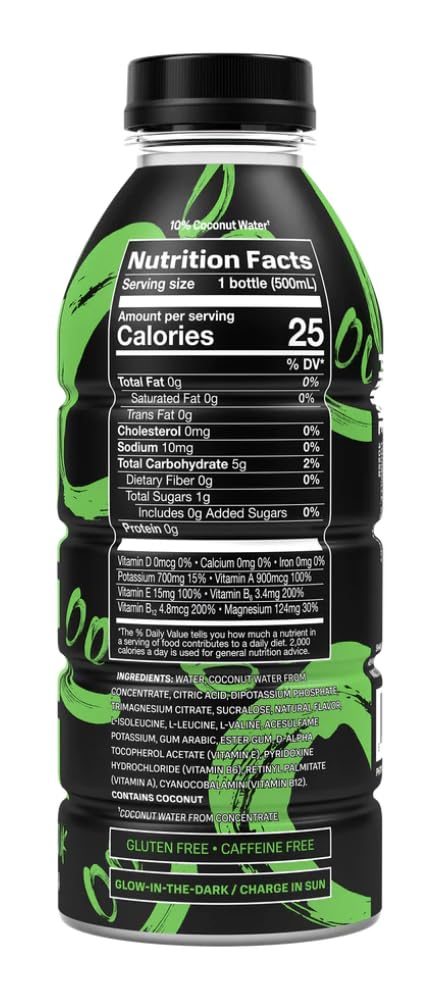 10% Coconut Water†
Nutrition Facts
Serving size 1 bottle (500mL)
Amount per serving
Calories 25
% DV*
Total Fat 0g 0%
Saturated Fat 0g 0%
Trans Fat 0g
Cholesterol 0mg 0%
Sodium 10mg 0%
Total Carbohydrate 5g 2%
Dietary Fiber 0g 0%
Total Sugars 1g
Includes 0g Added Sugars 0%
Protein 0g
Vitamin D 0mcg 0% • Calcium 0mg 0% • Iron 0mg 0%
Potassium 700mg 15% • Vitamin A 900mcg 100%
Vitamin E 15mg 100% • Vitamin B₆ 3.4mg 200%
Vitamin B₁₂ 4.8mcg 200% • Magnesium 124mg 30%
*The % Daily Value tells you how much a nutrient in
a serving of food contributes to a daily diet. 2,000
calories a day is used for general nutrition advice.
INGREDIENTS: WATER, COCONUT WATER FROM
CONCENTRATE, CITRIC ACID, DIPOTASSIUM PHOSPHATE,
TRIMAGNESIUM CITRATE, SUCRALOSE, NATURAL FLAVOR,
L-ISOLEUCINE, L-LEUCINE, L-VALINE, ACESULFAME
POTASSIUM, GUM ARABIC, ESTER GUM, D-ALPHA
TOCOPHEROL ACETATE (VITAMIN E), PYRIDOXINE
HYDROCHLORIDE (VITAMIN B6), RETINYL PALMITATE
(VITAMIN A), CYANOCOBALAMIN (VITAMIN B12).
CONTAINS COCONUT
†COCONUT WATER FROM CONCENTRATE
GLUTEN FREE • CAFFEINE FREE
GLOW-IN-THE-DARK / CHARGE IN SUN